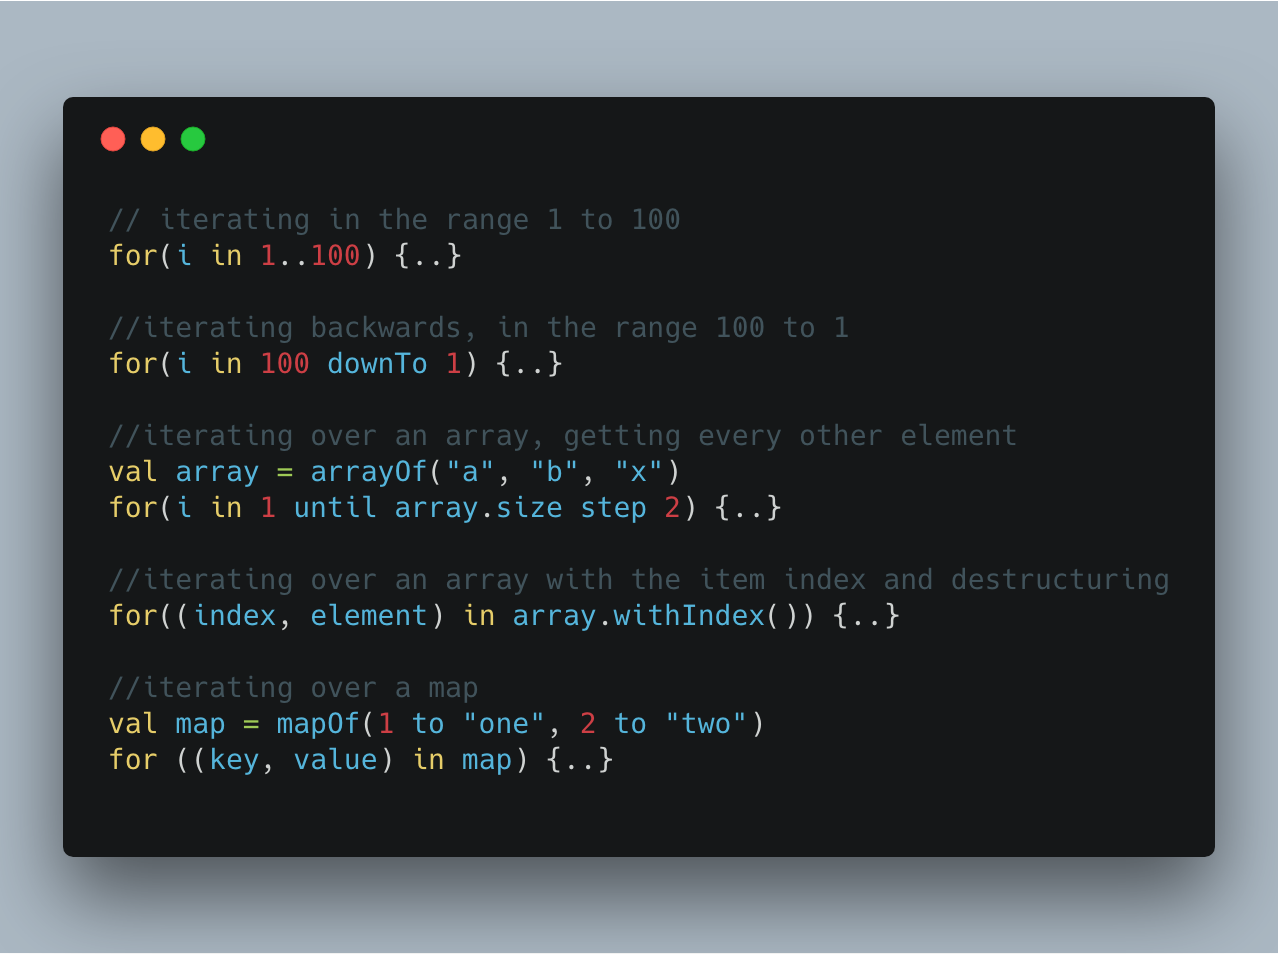 // iterating in the range 1 to 100
for(i in 1..100) {..}
//iterating backwards, in the range 100 to 1
for(i in 100 downTo 1) {..}
//iterating over an array, getting every other element
val array = arrayOf("a", "b", "x")
for(i in 1 until array.size step 2) {..}
//iterating over an array with the item index and destructuring
for((index, element) in array.withIndex()) {..}
//iterating over a map
val map = mapOf(1 to "one", 2 to "two")
for ((key, value) in map) {..}